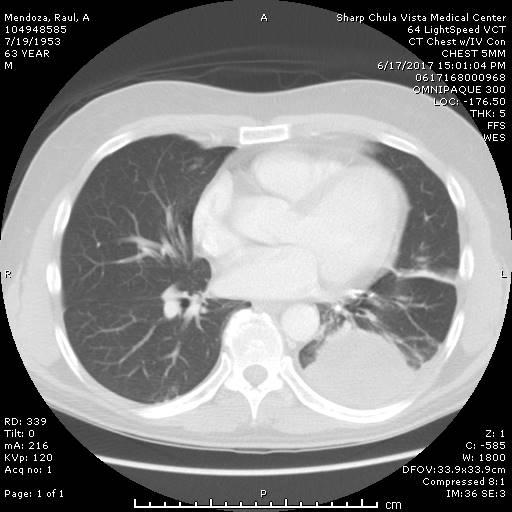 Mendoza, Raul, A
104948585
7/19/1953
63 YEAR
M
A
Sharp Chula Vista Medical Center
64 LightSpeed VCT
CT Chest w/IV Con
CHEST 5MM
6/17/2017 15:01:04 PM
0617168000968
OMNIPAQUE 300
LOC: -176.50
THK: 5
FFS
WES
R
L
RD: 339
Tilt: 0
mA: 216
KVp: 120
Acq no: 1
Page: 1 of 1
P
cm
Z: 1
C: -585
W: 1800
DFOV:33.9x33.9cm
Compressed 8:1
IM:36 SE:3